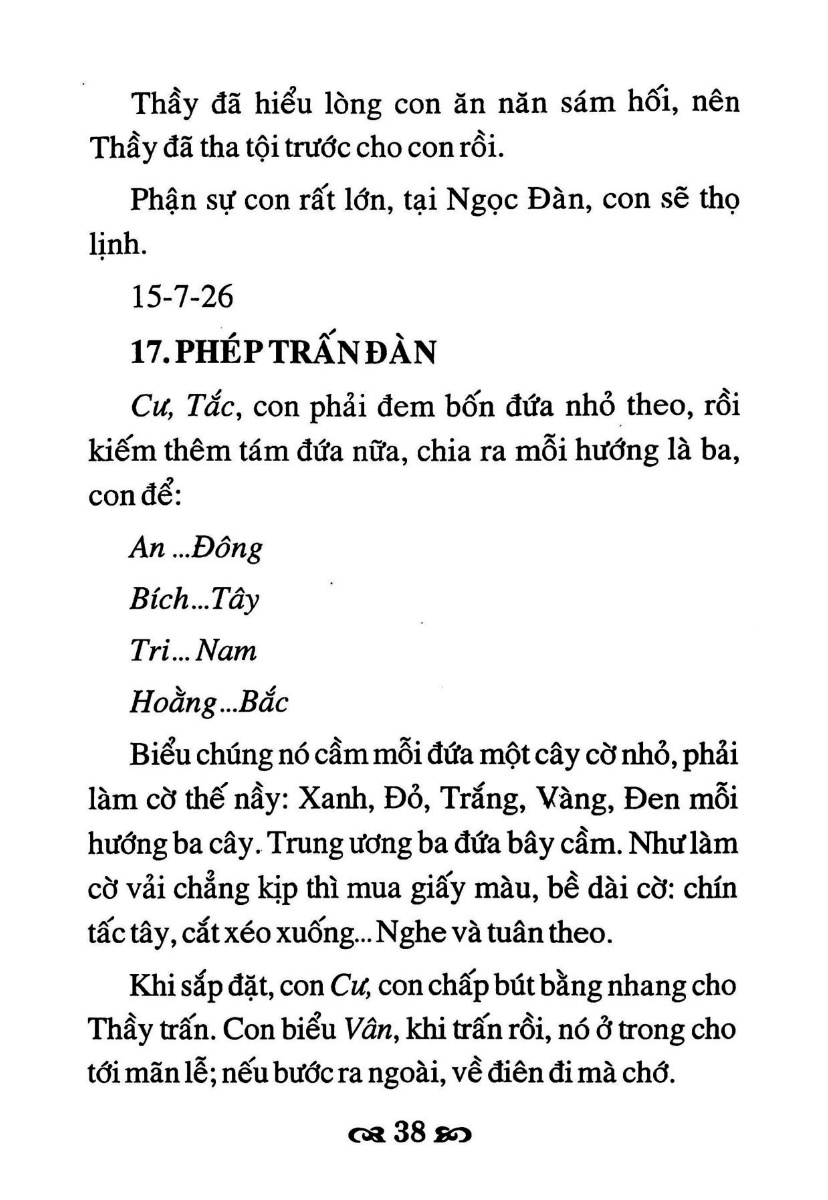 Thầy đã hiểu lòng con ăn năn sám hối, nên
Thầy đã tha tội trước cho con rồi.
Phận sự con rất lớn, tại Ngọc Đàn, con sẽ thọ
lịnh.
15-7-26
17. PHÉP TRẤN ĐÀN
Cư, Tắc, con phải đem bốn đứa nhỏ theo, rồi
kiếm thêm tám đứa nữa, chia ra mỗi hướng là ba,
con để:
An ...Đông
Bích...Tây
Tri... Nam
Hoằng...Bắc
Biểu chúng nó cầm mỗi đứa một cây cờ nhỏ, phải
làm cờ thế nầy: Xanh, Đỏ, Trắng, Vàng, Đen mỗi
hướng ba cây. Trung ương ba đứa bây cầm. Như làm
cờ vải chẳng kịp thì mua giấy màu, bề dài cờ: chín
tấc tây, cắt xéo xuống... Nghe và tuân theo.
Khi sắp đặt, con Cư, con chấp bút bằng nhang cho
Thầy trấn. Con biểu Vân, khi trấn rồi, nó ở trong cho
tới mãn lễ; nếu bước ra ngoài, về điên đi mà chớ.
38